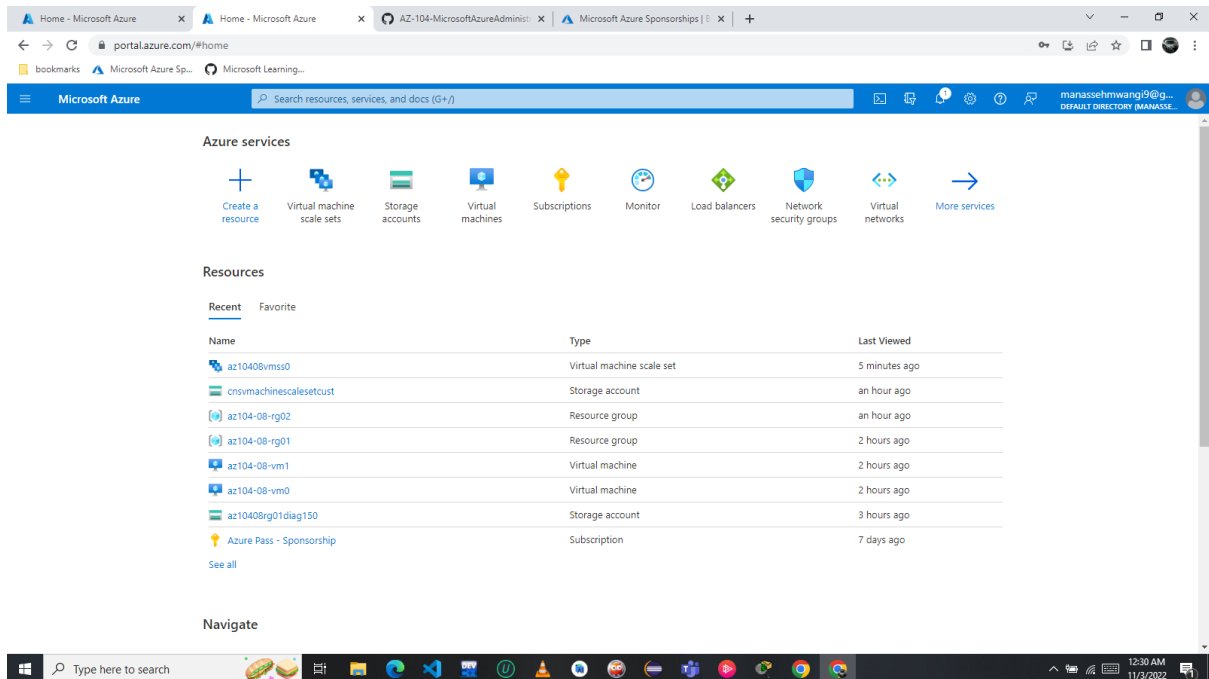 Home - Microsoft Azure
Home - Microsoft Azure
AZ-104-MicrosoftAzureAdminist
Microsoft Azure Sponsorships | B
portal.azure.com/#home
bookmarks
Microsoft Azure Sp...
Microsoft Learning...
Microsoft Azure
Search resources, services, and docs (G+/)
1
manassehmwangi9@g...
DEFAULT DIRECTORY (MANASSE...
Azure services
Create a
resource
Virtual machine
scale sets
Storage
accounts
Virtual
machines
Subscriptions
Monitor
Load balancers
Network
security groups
Virtual
networks
More services
Resources
Recent Favorite
Name Type Last Viewed
az10408vmss0 Virtual machine scale set 5 minutes ago
cnsvmachinescalesetcust Storage account an hour ago
az104-08-rg02 Resource group an hour ago
az104-08-rg01 Resource group 2 hours ago
az104-08-vm1 Virtual machine 2 hours ago
az104-08-vm0 Virtual machine 2 hours ago
az10408rg01diag150 Storage account 3 hours ago
Azure Pass - Sponsorship Subscription 7 days ago
See all
Navigate
Type here to search
DEV
12:30 AM
11/3/2022